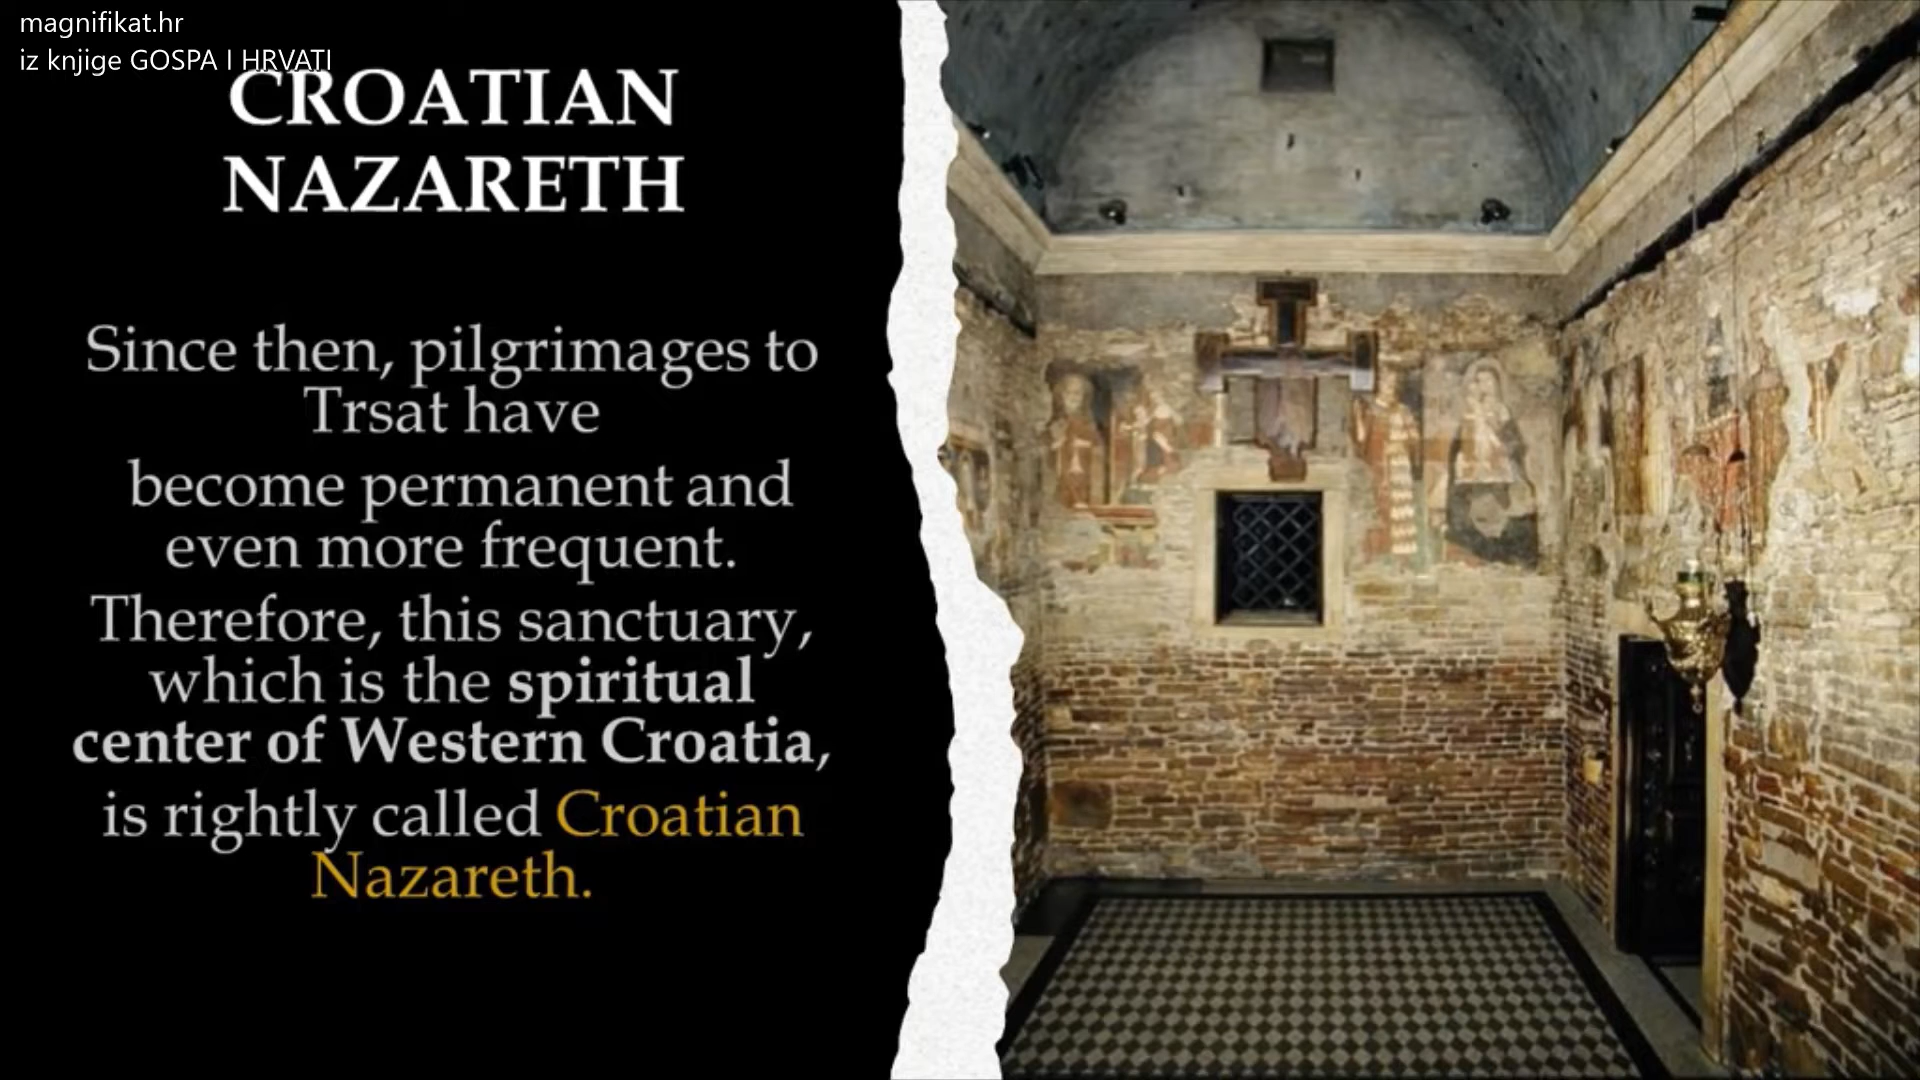 magnifikat.hr
iz knjige GOSPA I HRVATI
CROATIAN
NAZARETH
Since then, pilgrimages to
Trsat have
become permanent and
even more frequent.
Therefore, this sanctuary,
which is the spiritual
center of Western Croatia,
is rightly called Croatian
Nazareth.